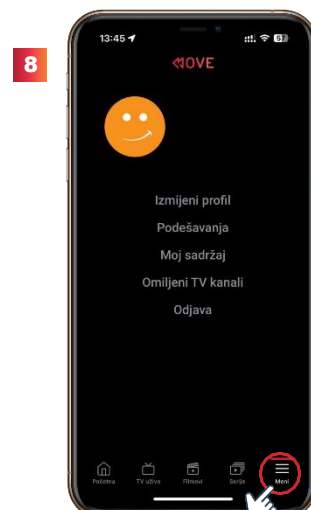 8
13:45
57
MOVE
Izmijeni profil
Podešavanja
Moj sadržaj
Omiljeni TV kanali
Odjava
Početna TV uživo Filmovi Serije Meni